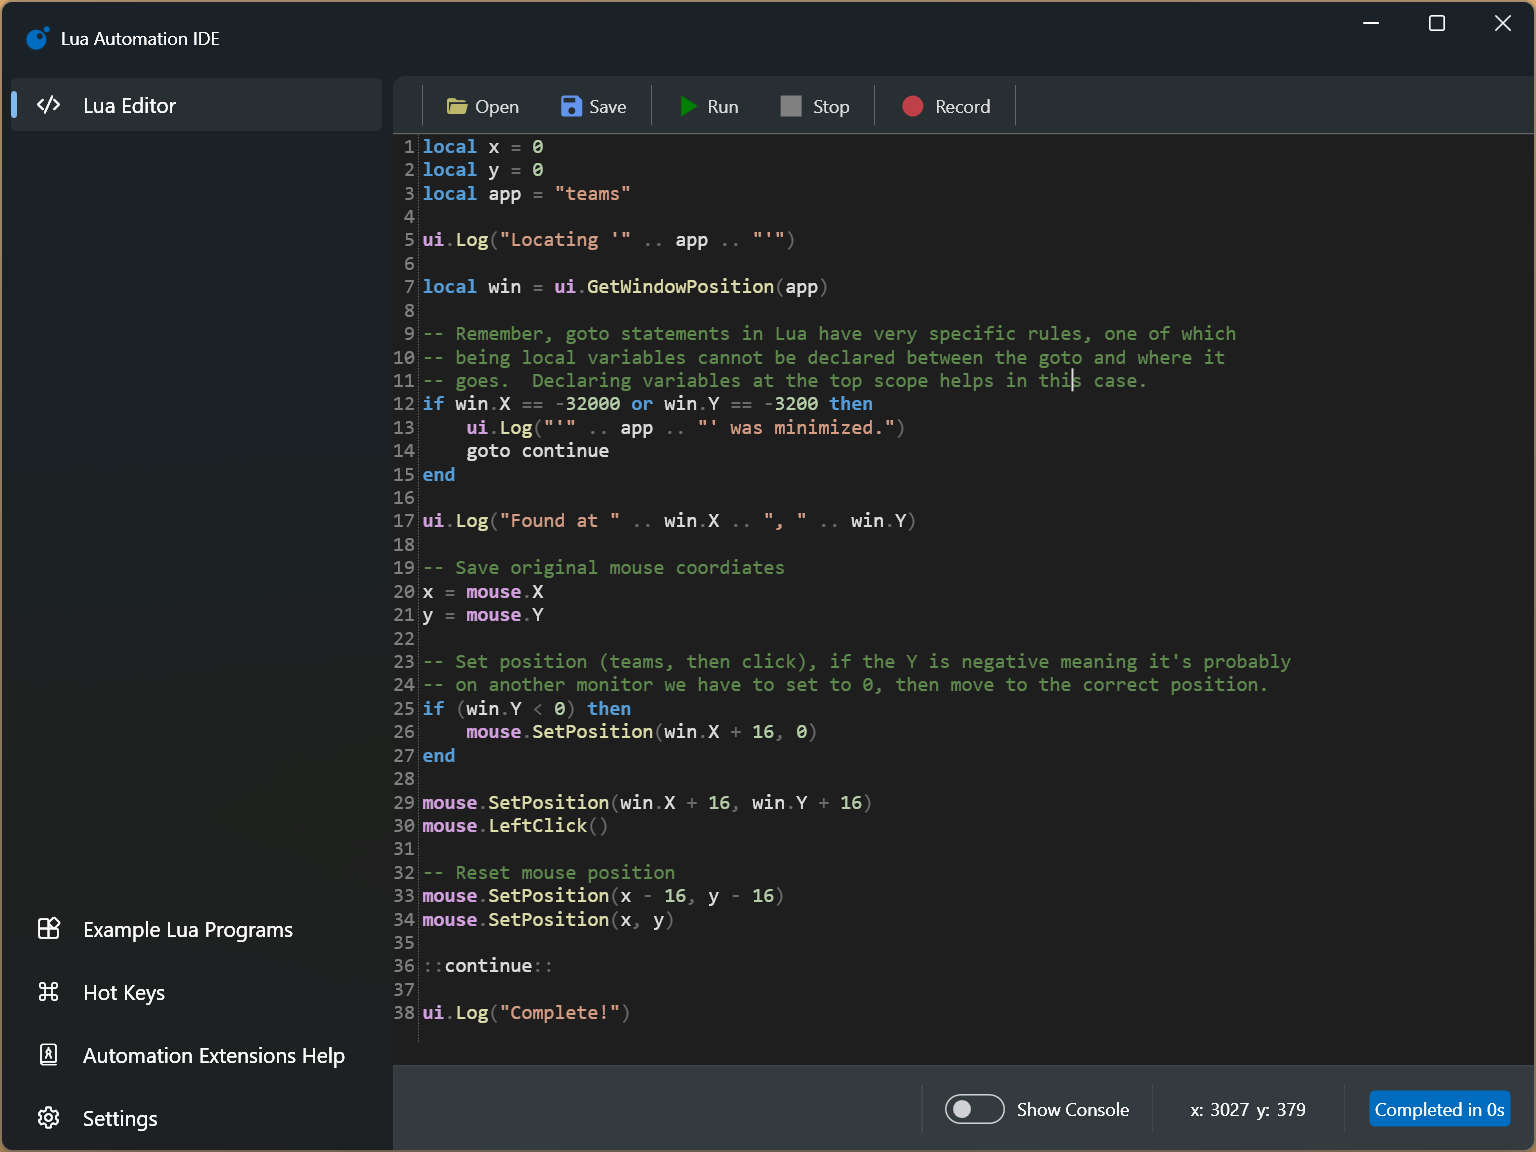 Lua Automation IDE
Lua Editor
Open Save Run Stop Record
1 local x = 0
2 local y = 0
3 local app = "teams"
4
5 ui.Log("Locating '" .. app .. "'")
6
7 local win = ui.GetWindowPosition(app)
8
9 -- Remember, goto statements in Lua have very specific rules, one of which
10 -- being local variables cannot be declared between the goto and where it
11 -- goes.  Declaring variables at the top scope helps in this case.
12 if win.X == -32000 or win.Y == -3200 then
13     ui.Log("'" .. app .. "' was minimized.")
14     goto continue
15 end
16
17 ui.Log("Found at " .. win.X .. ", " .. win.Y)
18
19 -- Save original mouse coordiates
20 x = mouse.X
21 y = mouse.Y
22
23 -- Set position (teams, then click), if the Y is negative meaning it's probably
24 -- on another monitor we have to set to 0, then move to the correct position.
25 if (win.Y < 0) then
26     mouse.SetPosition(win.X + 16, 0)
27 end
28
29 mouse.SetPosition(win.X + 16, win.Y + 16)
30 mouse.LeftClick()
31
32 -- Reset mouse position
33 mouse.SetPosition(x - 16, y - 16)
34 mouse.SetPosition(x, y)
35
36 ::continue::
37
38 ui.Log("Complete!")
Example Lua Programs
Hot Keys
Automation Extensions Help
Settings
Show Console x: 3027 y: 379 Completed in 0s